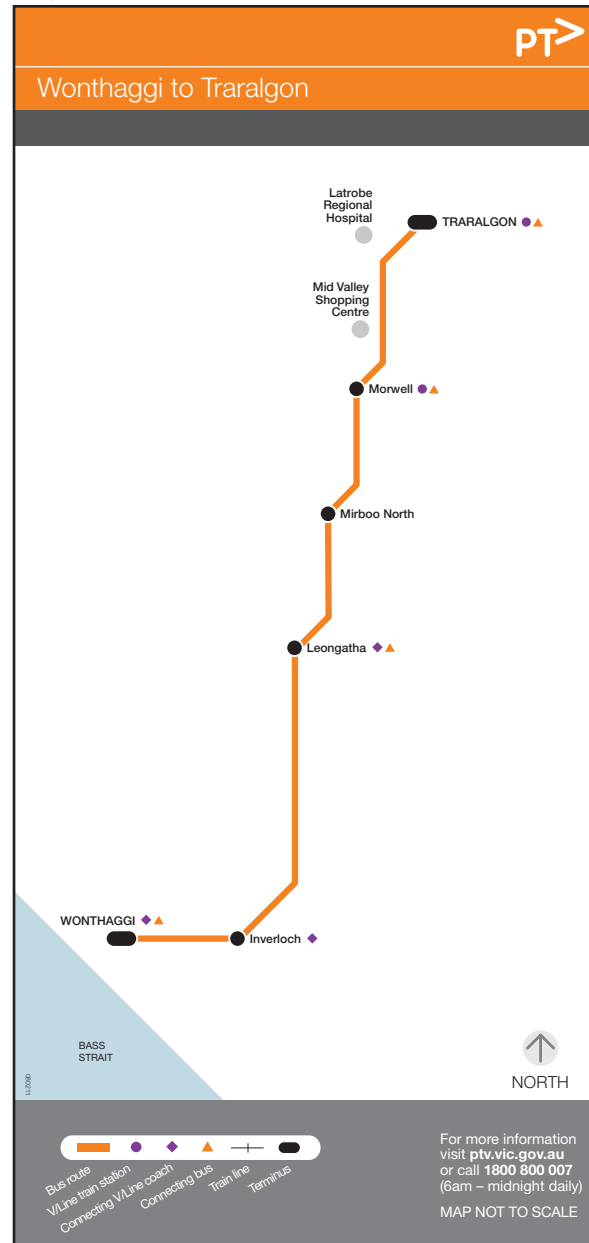 PT>
Wonthaggi to Traralgon
Latrobe
Regional
Hospital
TRARALGON
Mid Valley
Shopping
Centre
Morwell
Mirboo North
Leongatha
WONTHAGGI
Inverloch
BASS
STRAIT
080211
NORTH
Bus route
V/Line train station
Connecting V/Line coach
Connecting bus
Train line
Terminus
For more information
visit ptv.vic.gov.au
or call 1800 800 007
(6am – midnight daily)
MAP NOT TO SCALE